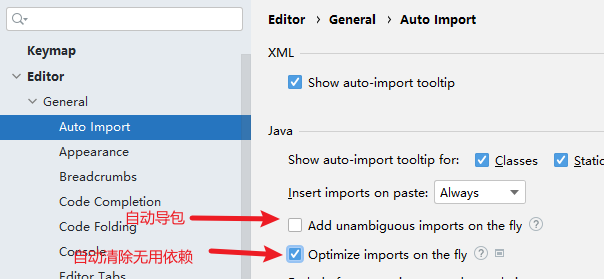 Keymap
Editor
General
Auto Import
Appearance
Breadcrumbs
Code Completion
自动导包
Code Folding
Console
自动清除无用依赖
Editor Tabs
Editor › General › Auto Import
XML
Show auto-import tooltip
Java
Show auto-import tooltip for: Classes
Insert imports on paste: Always
Add unambiguous imports on the fly ?
Optimize imports on the fly ?